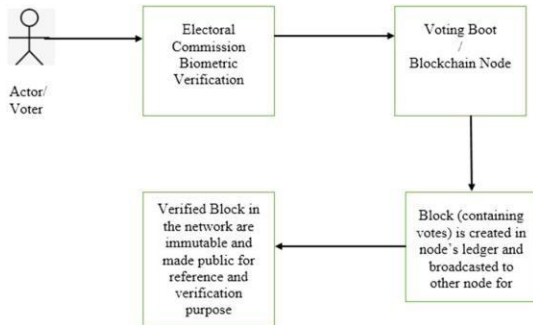 Actor/
Voter
Electoral
Commission
Biometric
Verification
Voting Boot
/
Blockchain Node
Block (containing
votes) is created in
node`s ledger and
broadcasted to
other node for
Verified Block in
the network are
immutable and
made public for
reference and
verification
purpose